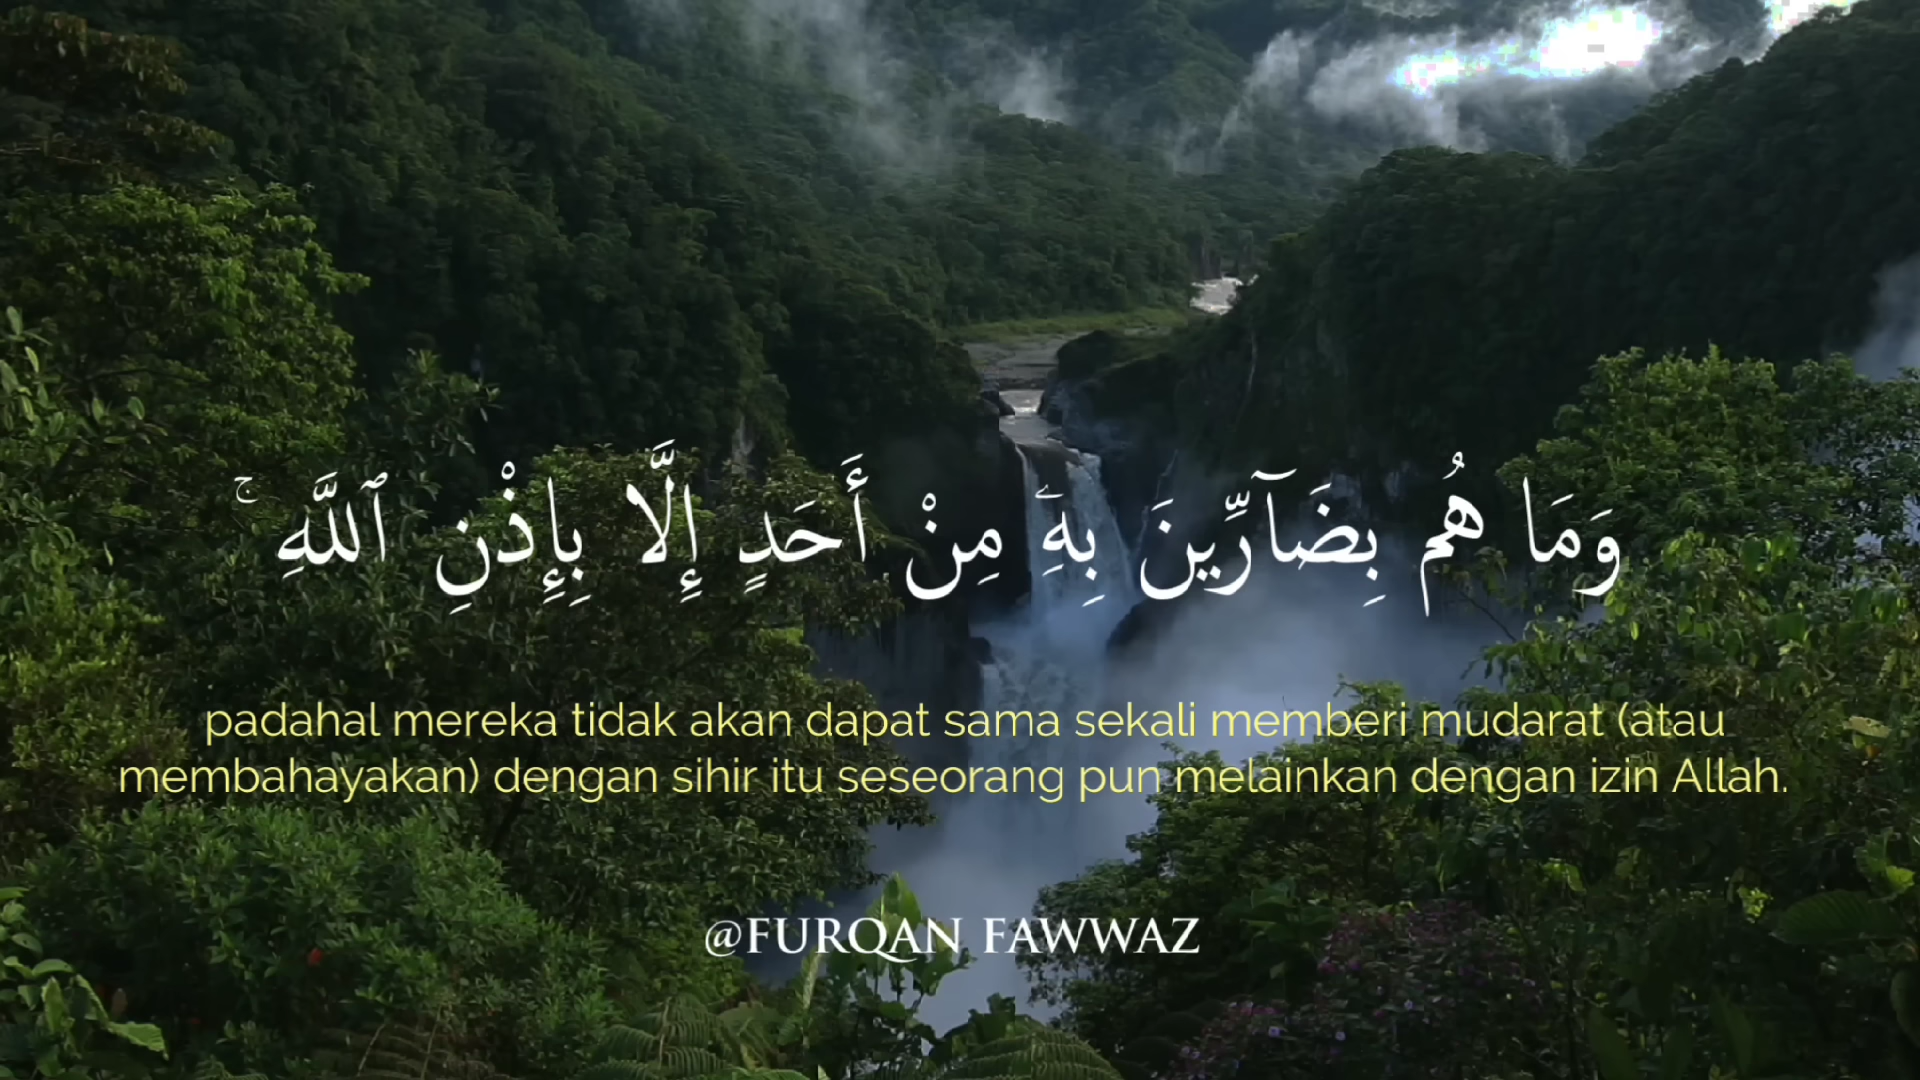 وَمَا هُم بِضَآرِّينَ بِهِۦ مِنْ أَحَدٍ إِلَّا بِإِذْنِ ٱللَّهِ ۚ
padahal mereka tidak akan dapat sama sekali memberi mudarat (atau
membahayakan) dengan sihir itu seseorang pun melainkan dengan izin Allah.
@FURQAN FAWWAZ